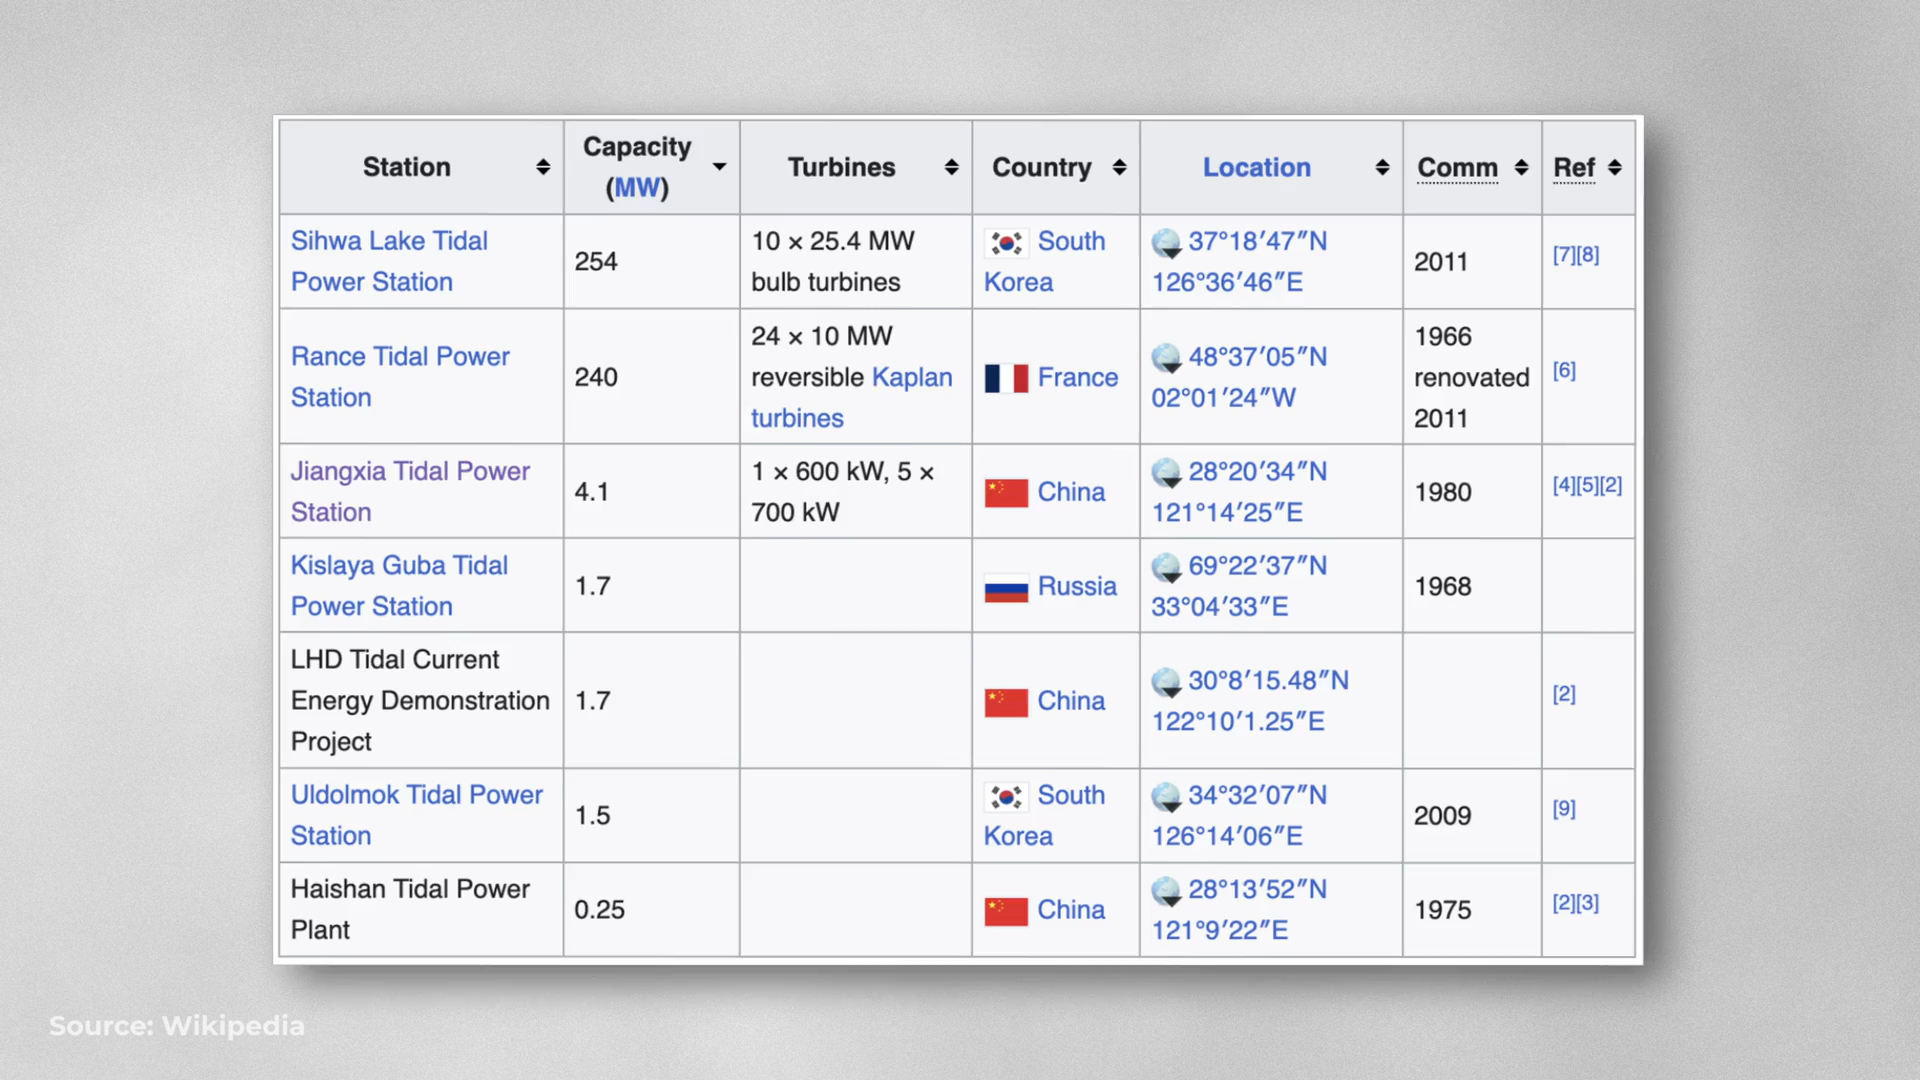 Station
Capacity
(MW)
Turbines
Country
Location
Comm
Ref
Sihwa Lake Tidal
Power Station
254
10 × 25.4 MW
bulb turbines
South
Korea
37°18′47″N
126°36′46″E
2011
[7][8]
Rance Tidal Power
Station
240
24 × 10 MW
reversible Kaplan
turbines
France
48°37′05″N
02°01′24″W
1966
renovated
2011
[6]
Jiangxia Tidal Power
Station
4.1
1 × 600 kW, 5 ×
700 kW
China
28°20′34″N
121°14′25″E
1980
[4][5][2]
Kislaya Guba Tidal
Power Station
1.7
Russia
69°22′37″N
33°04′33″E
1968
LHD Tidal Current
Energy Demonstration
Project
1.7
China
30°8′15.48″N
122°10′1.25″E
[2]
Uldolmok Tidal Power
Station
1.5
South
Korea
34°32′07″N
126°14′06″E
2009
[9]
Haishan Tidal Power
Plant
0.25
China
28°13′52″N
121°9′22″E
1975
[2][3]
Source: Wikipedia